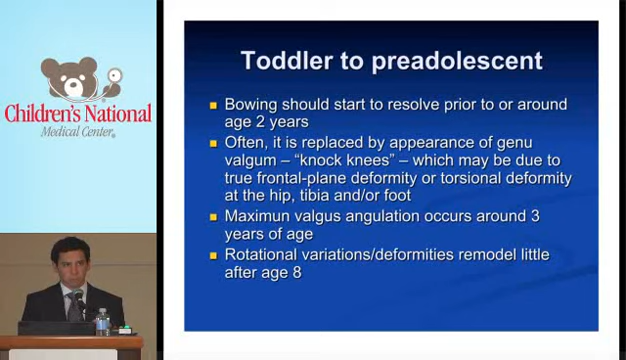 Children's National
Medical Center®
Toddler to preadolescent
Bowing should start to resolve prior to or around
age 2 years
Often, it is replaced by appearance of genu
valgum – “knock knees” – which may be due to
true frontal-plane deformity or torsional deformity
at the hip, tibia and/or foot
Maximun valgus angulation occurs around 3
years of age
Rotational variations/deformities remodel little
after age 8